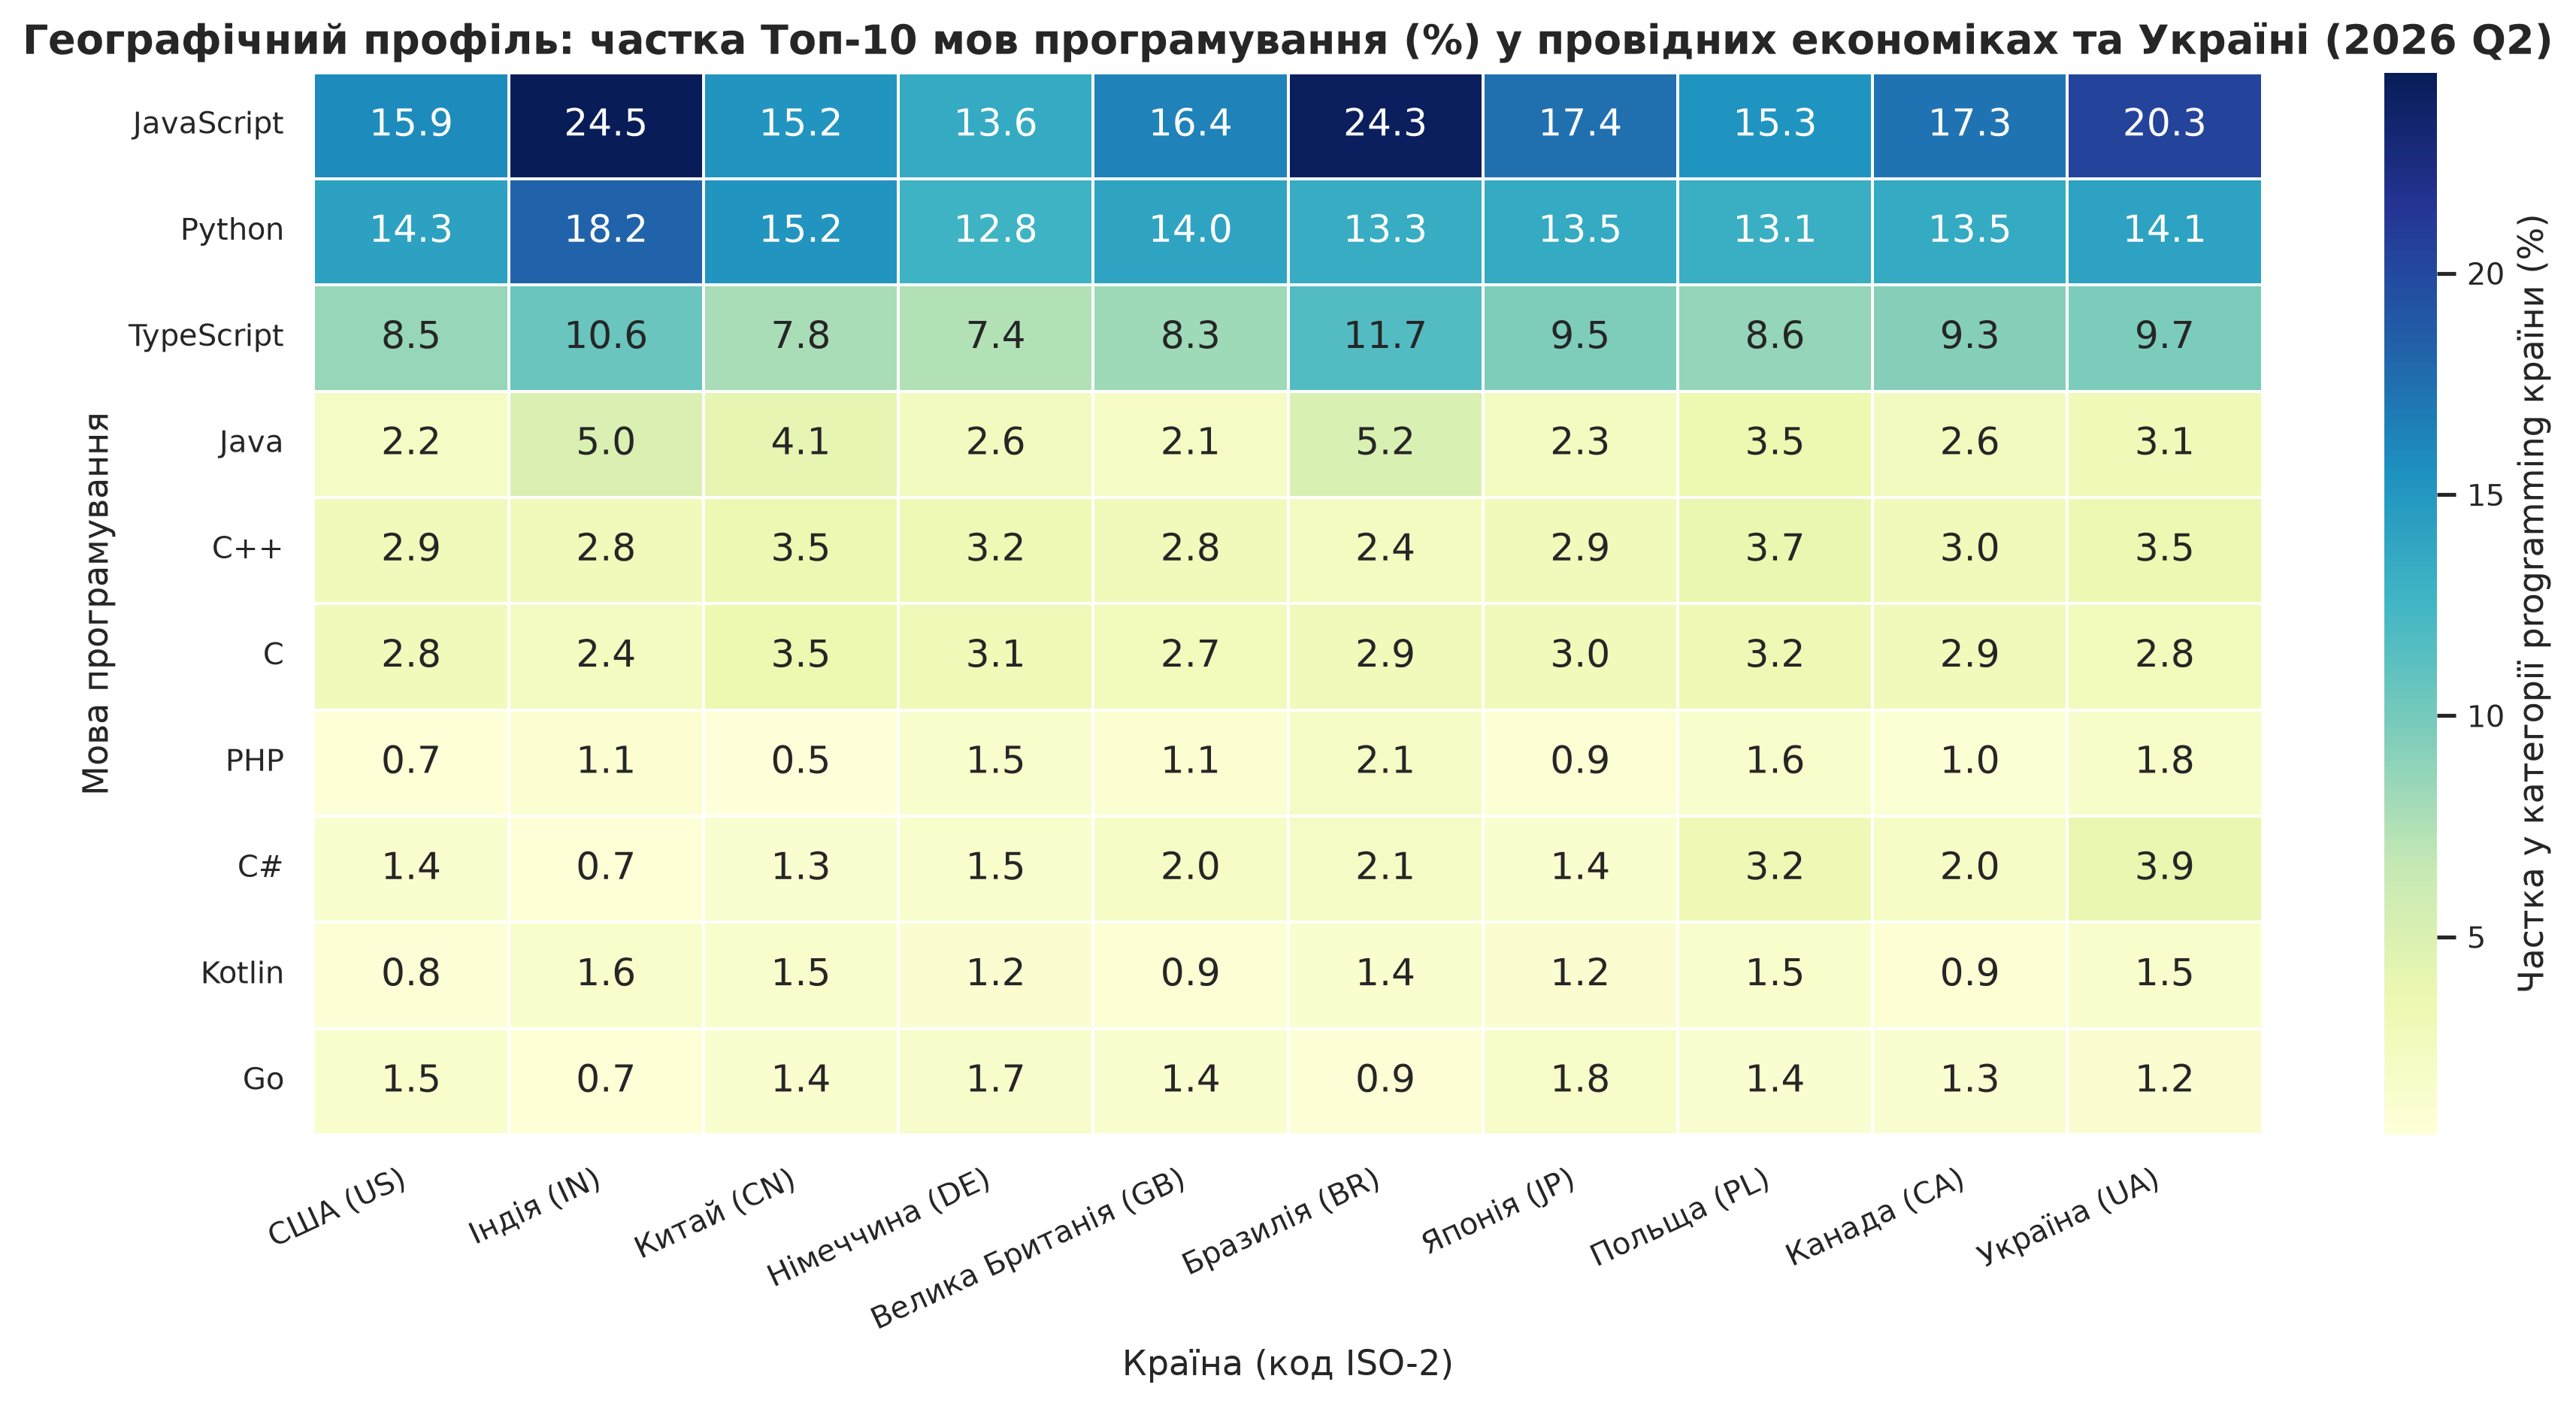 Географічний профіль: частка Топ-10 мов програмування (%) у провідних економіках та Україні (2026 Q2)
Мова програмування
JavaScript 15.9 24.5 15.2 13.6 16.4 24.3 17.4 15.3 17.3 20.3
Python 14.3 18.2 15.2 12.8 14.0 13.3 13.5 13.1 13.5 14.1
TypeScript 8.5 10.6 7.8 7.4 8.3 11.7 9.5 8.6 9.3 9.7
Java 2.2 5.0 4.1 2.6 2.1 5.2 2.3 3.5 2.6 3.1
C++ 2.9 2.8 3.5 3.2 2.8 2.4 2.9 3.7 3.0 3.5
C 2.8 2.4 3.5 3.1 2.7 2.9 3.0 3.2 2.9 2.8
PHP 0.7 1.1 0.5 1.5 1.1 2.1 0.9 1.6 1.0 1.8
C# 1.4 0.7 1.3 1.5 2.0 2.1 1.4 3.2 2.0 3.9
Kotlin 0.8 1.6 1.5 1.2 0.9 1.4 1.2 1.5 0.9 1.5
Go 1.5 0.7 1.4 1.7 1.4 0.9 1.8 1.4 1.3 1.2
США (US)
Індія (IN)
Китай (CN)
Німеччина (DE)
Велика Британія (GB)
Бразилія (BR)
Японія (JP)
Польща (PL)
Канада (CA)
Україна (UA)
Країна (код ISO-2)
20
15
10
5
Частка у категорії programming країни (%)